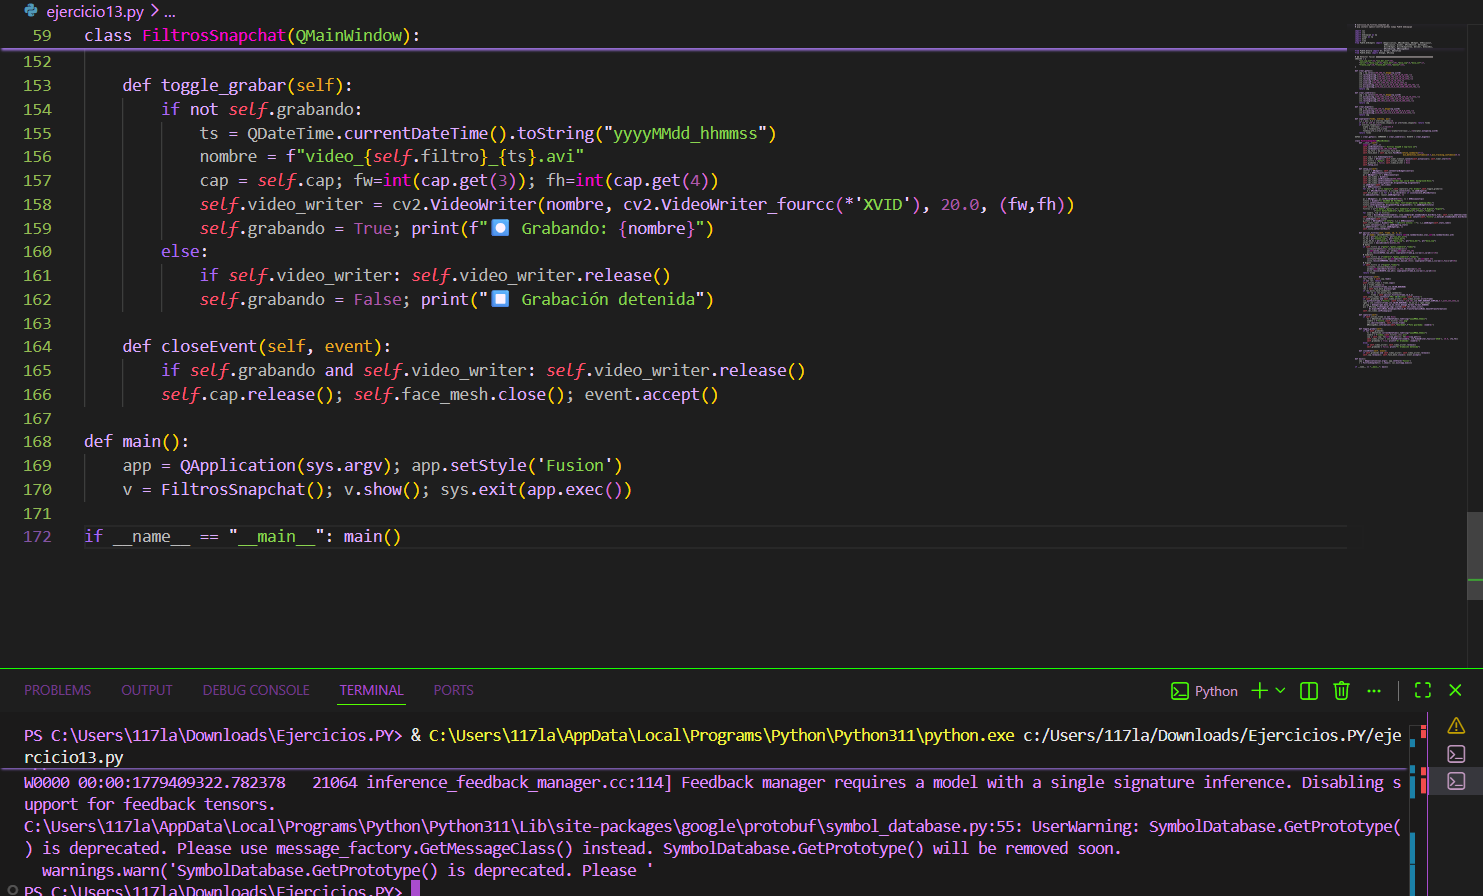 ejercicio13.py > ...
59 class FiltrosSnapchat(QMainWindow):
152
153 def toggle_grabar(self):
154 if not self.grabando:
155 ts = QDateTime.currentDateTime().toString("yyyyMMdd_hhmmss")
156 nombre = f"video_{self.filtro}_{ts}.avi"
157 cap = self.cap; fw=int(cap.get(3)); fh=int(cap.get(4))
158 self.video_writer = cv2.VideoWriter(nombre, cv2.VideoWriter_fourcc(*'XVID'), 20.0, (fw,fh))
159 self.grabando = True; print(f"⏺ Grabando: {nombre}")
160 else:
161 if self.video_writer: self.video_writer.release()
162 self.grabando = False; print("⏹ Grabación detenida")
163
164 def closeEvent(self, event):
165 if self.grabando and self.video_writer: self.video_writer.release()
166 self.cap.release(); self.face_mesh.close(); event.accept()
167
168 def main():
169 app = QApplication(sys.argv); app.setStyle('Fusion')
170 v = FiltrosSnapchat(); v.show(); sys.exit(app.exec())
171
172 if __name__ == "__main__": main()
PROBLEMS OUTPUT DEBUG CONSOLE TERMINAL PORTS Python
PS C:\Users\117la\Downloads\Ejercicios.PY> & C:\Users\117la\AppData\Local\Programs\Python\Python311\python.exe c:/Users/117la/Downloads/Ejercicios.PY/eje
rcicio13.py
W0000 00:00:1779409322.782378 21064 inference_feedback_manager.cc:114] Feedback manager requires a model with a single signature inference. Disabling s
upport for feedback tensors.
C:\Users\117la\AppData\Local\Programs\Python\Python311\Lib\site-packages\google\protobuf\symbol_database.py:55: UserWarning: SymbolDatabase.GetPrototype(
) is deprecated. Please use message_factory.GetMessageClass() instead. SymbolDatabase.GetPrototype() will be removed soon.
warnings.warn('SymbolDatabase.GetPrototype() is deprecated. Please '
PS C:\Users\117la\Downloads\Ejercicios.PY>